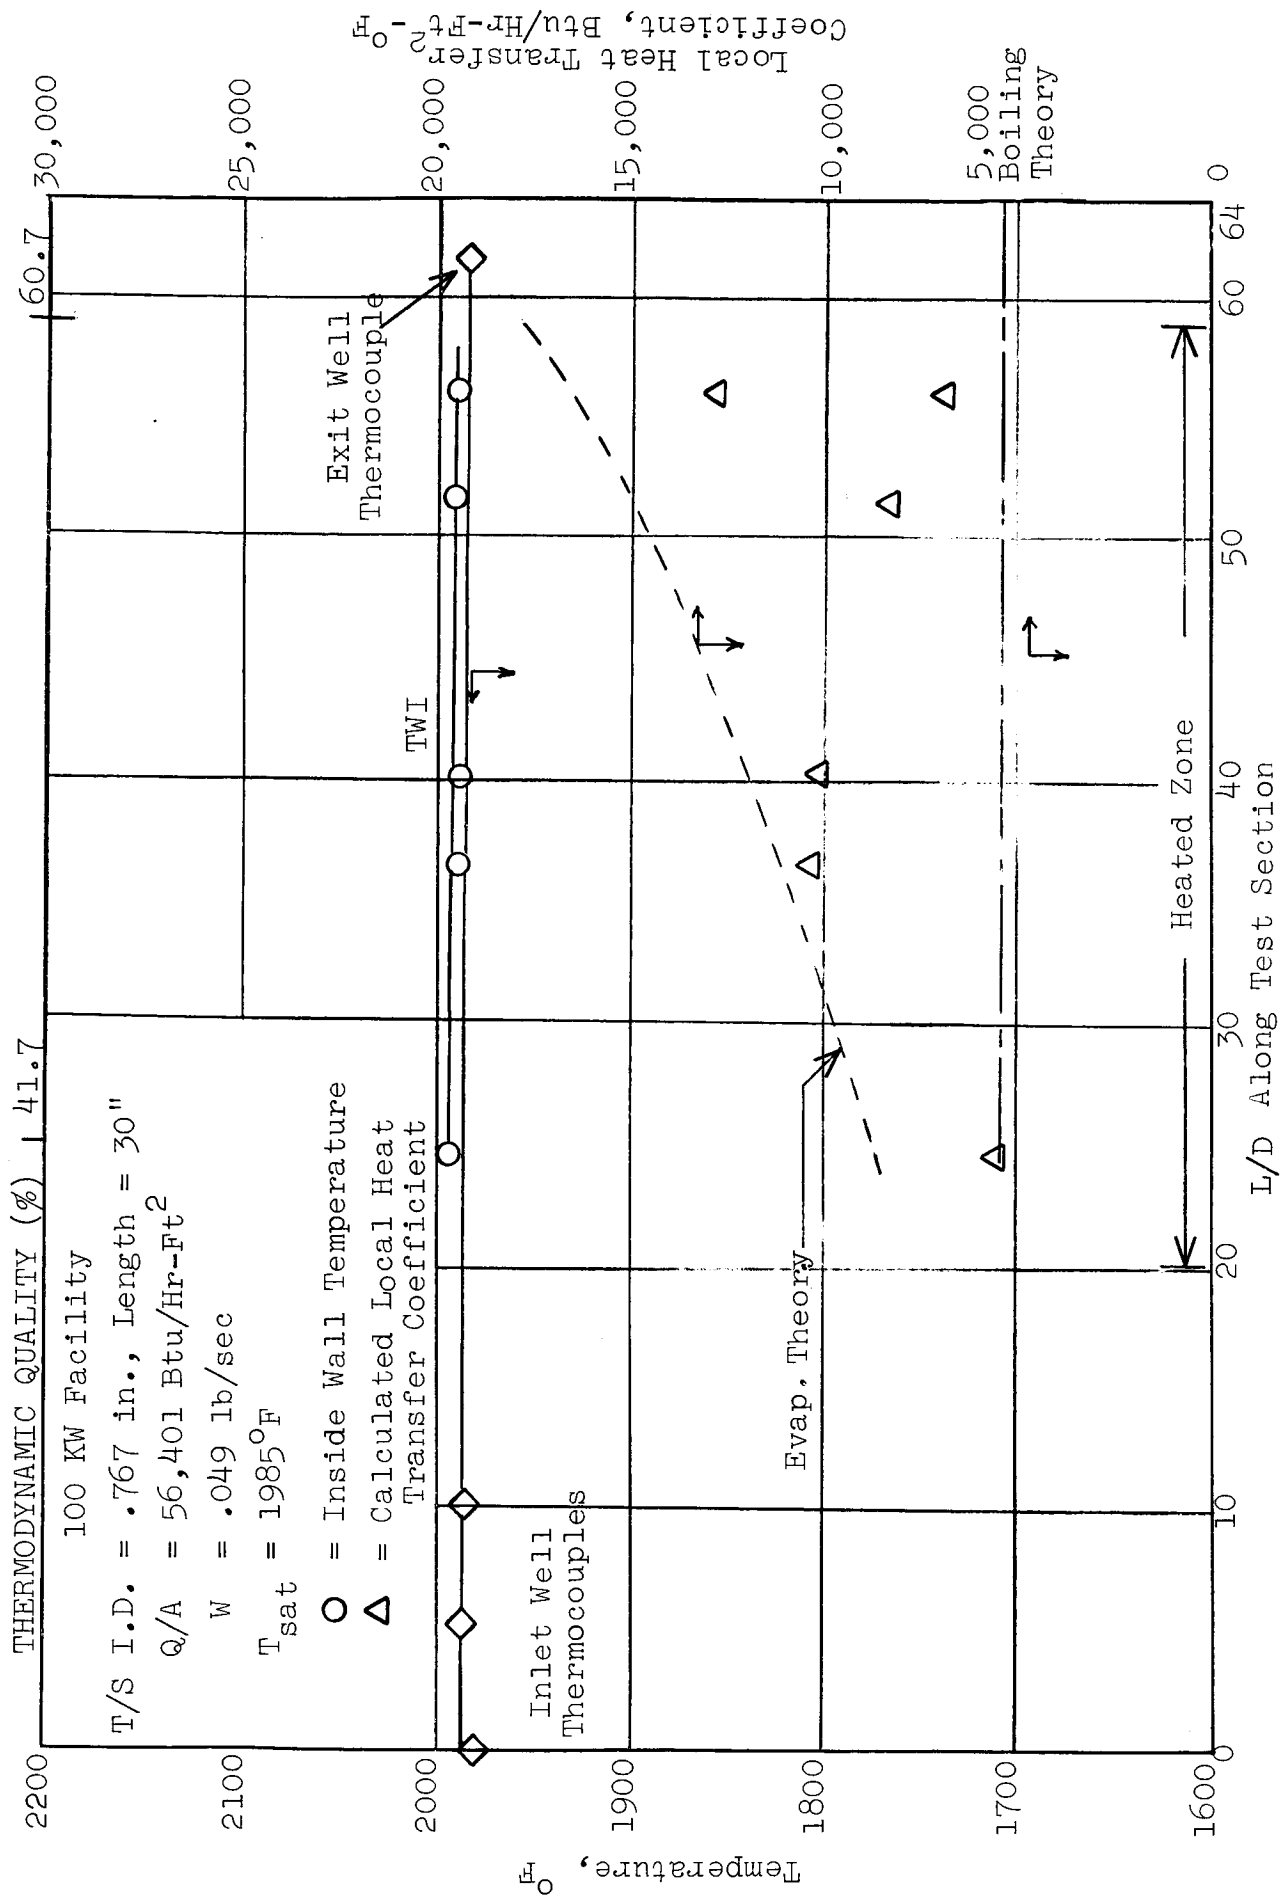 THERMODYNAMIC QUALITY (%) 41.7 60.7
100 KW Facility
T/S I.D. = .767 in., Length = 30"
Q/A = 56,401 Btu/Hr-Ft2
W = .049 lb/sec
Tsat = 1985°F
= Inside Wall Temperature
= Calculated Local Heat
Transfer Coefficient
Exit Well
Thermocouple
TWI
Inlet Well
Thermocouples
Evap. Theory
Heated Zone
Temperature, °F
2200
2100
2000
1900
1800
1700
1600
Local Heat Transfer
Coefficient, Btu/Hr-Ft2-°F
30,000
25,000
20,000
15,000
10,000
5,000
Boiling
Theory
0
0 10 20 30 40 50 60 64
L/D Along Test Section